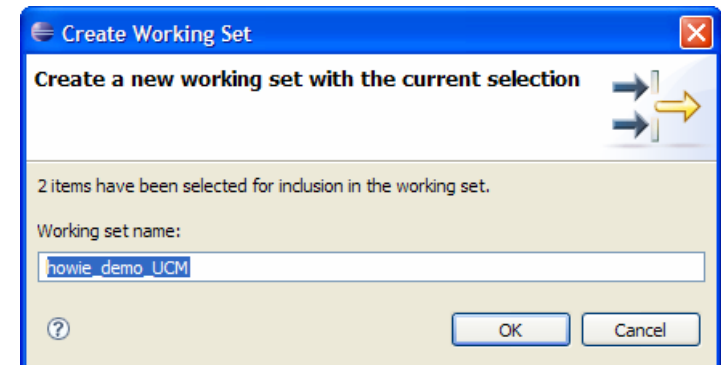 Create Working Set
Create a new working set with the current selection
2 items have been selected for inclusion in the working set.
Working set name:
howie_demo_UCM
?
OK Cancel